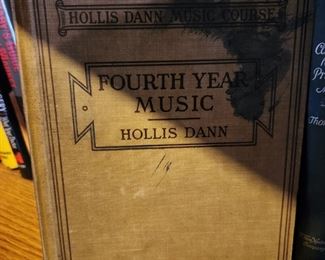 HOLLIS DANN MUSIC COURSE
FOURTH YEAR
MUSIC
HOLLIS DANN